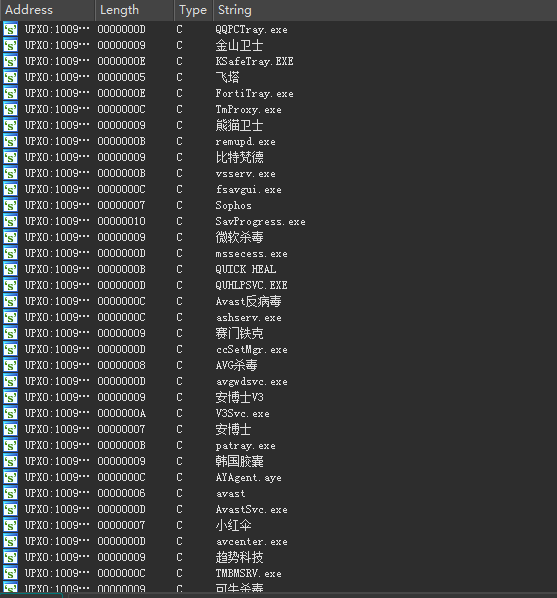 Address Length Type String
UPX0:1009… 0000000D C QQPCTray.exe
UPX0:1009… 00000009 C 金山卫士
UPX0:1009… 0000000E C KSafeTray.EXE
UPX0:1009… 00000005 C 飞塔
UPX0:1009… 0000000E C FortiTray.exe
UPX0:1009… 0000000C C TmProxy.exe
UPX0:1009… 00000009 C 熊猫卫士
UPX0:1009… 0000000B C remupd.exe
UPX0:1009… 00000009 C 比特梵德
UPX0:1009… 0000000B C vsserv.exe
UPX0:1009… 0000000C C fsavgui.exe
UPX0:1009… 00000007 C Sophos
UPX0:1009… 00000010 C SavProgress.exe
UPX0:1009… 00000009 C 微软杀毒
UPX0:1009… 0000000D C mssecess.exe
UPX0:1009… 0000000B C QUICK HEAL
UPX0:1009… 0000000D C QUHLPSVC.EXE
UPX0:1009… 0000000C C Avast反病毒
UPX0:1009… 0000000C C ashserv.exe
UPX0:1009… 00000009 C 赛门铁克
UPX0:1009… 0000000D C ccSetMgr.exe
UPX0:1009… 00000008 C AVG杀毒
UPX0:1009… 0000000D C avgwdsvc.exe
UPX0:1009… 00000009 C 安博士V3
UPX0:1009… 0000000A C V3Svc.exe
UPX0:1009… 00000007 C 安博士
UPX0:1009… 0000000B C patray.exe
UPX0:1009… 00000009 C 韩国胶囊
UPX0:1009… 0000000C C AYAgent.aye
UPX0:1009… 00000006 C avast
UPX0:1009… 0000000D C AvastSvc.exe
UPX0:1009… 00000007 C 小红伞
UPX0:1009… 0000000D C avcenter.exe
UPX0:1009… 00000009 C 趋势科技
UPX0:1009… 0000000C C TMBMSRV.exe
UPX0:1009… 00000009 C 可牛杀毒